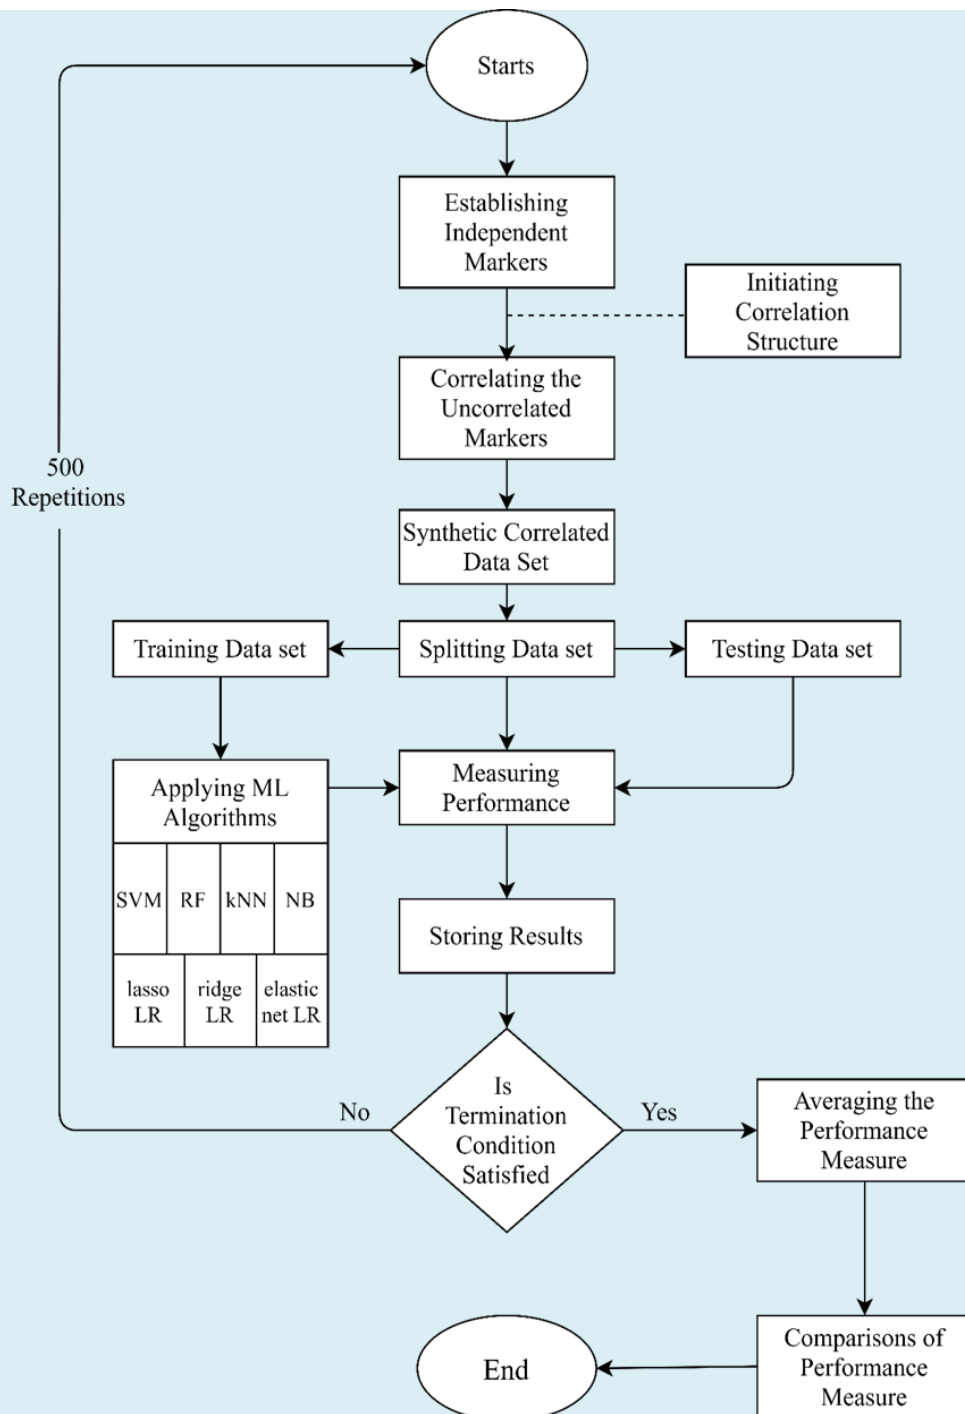 Starts
Establishing
Independent
Markers
Initiating
Correlation
Structure
Correlating the
Uncorrelated
Markers
500
Repetitions
Synthetic Correlated
Data Set
Training Data set
Splitting Data set
Testing Data set
Applying ML
Algorithms
Measuring
Performance
SVM
RF
kNN
NB
Storing Results
lasso
LR
ridge
LR
elastic
net LR
Is
Termination
Condition
Satisfied
No
Yes
Averaging the
Performance
Measure
Comparisons of
Performance
Measure
End